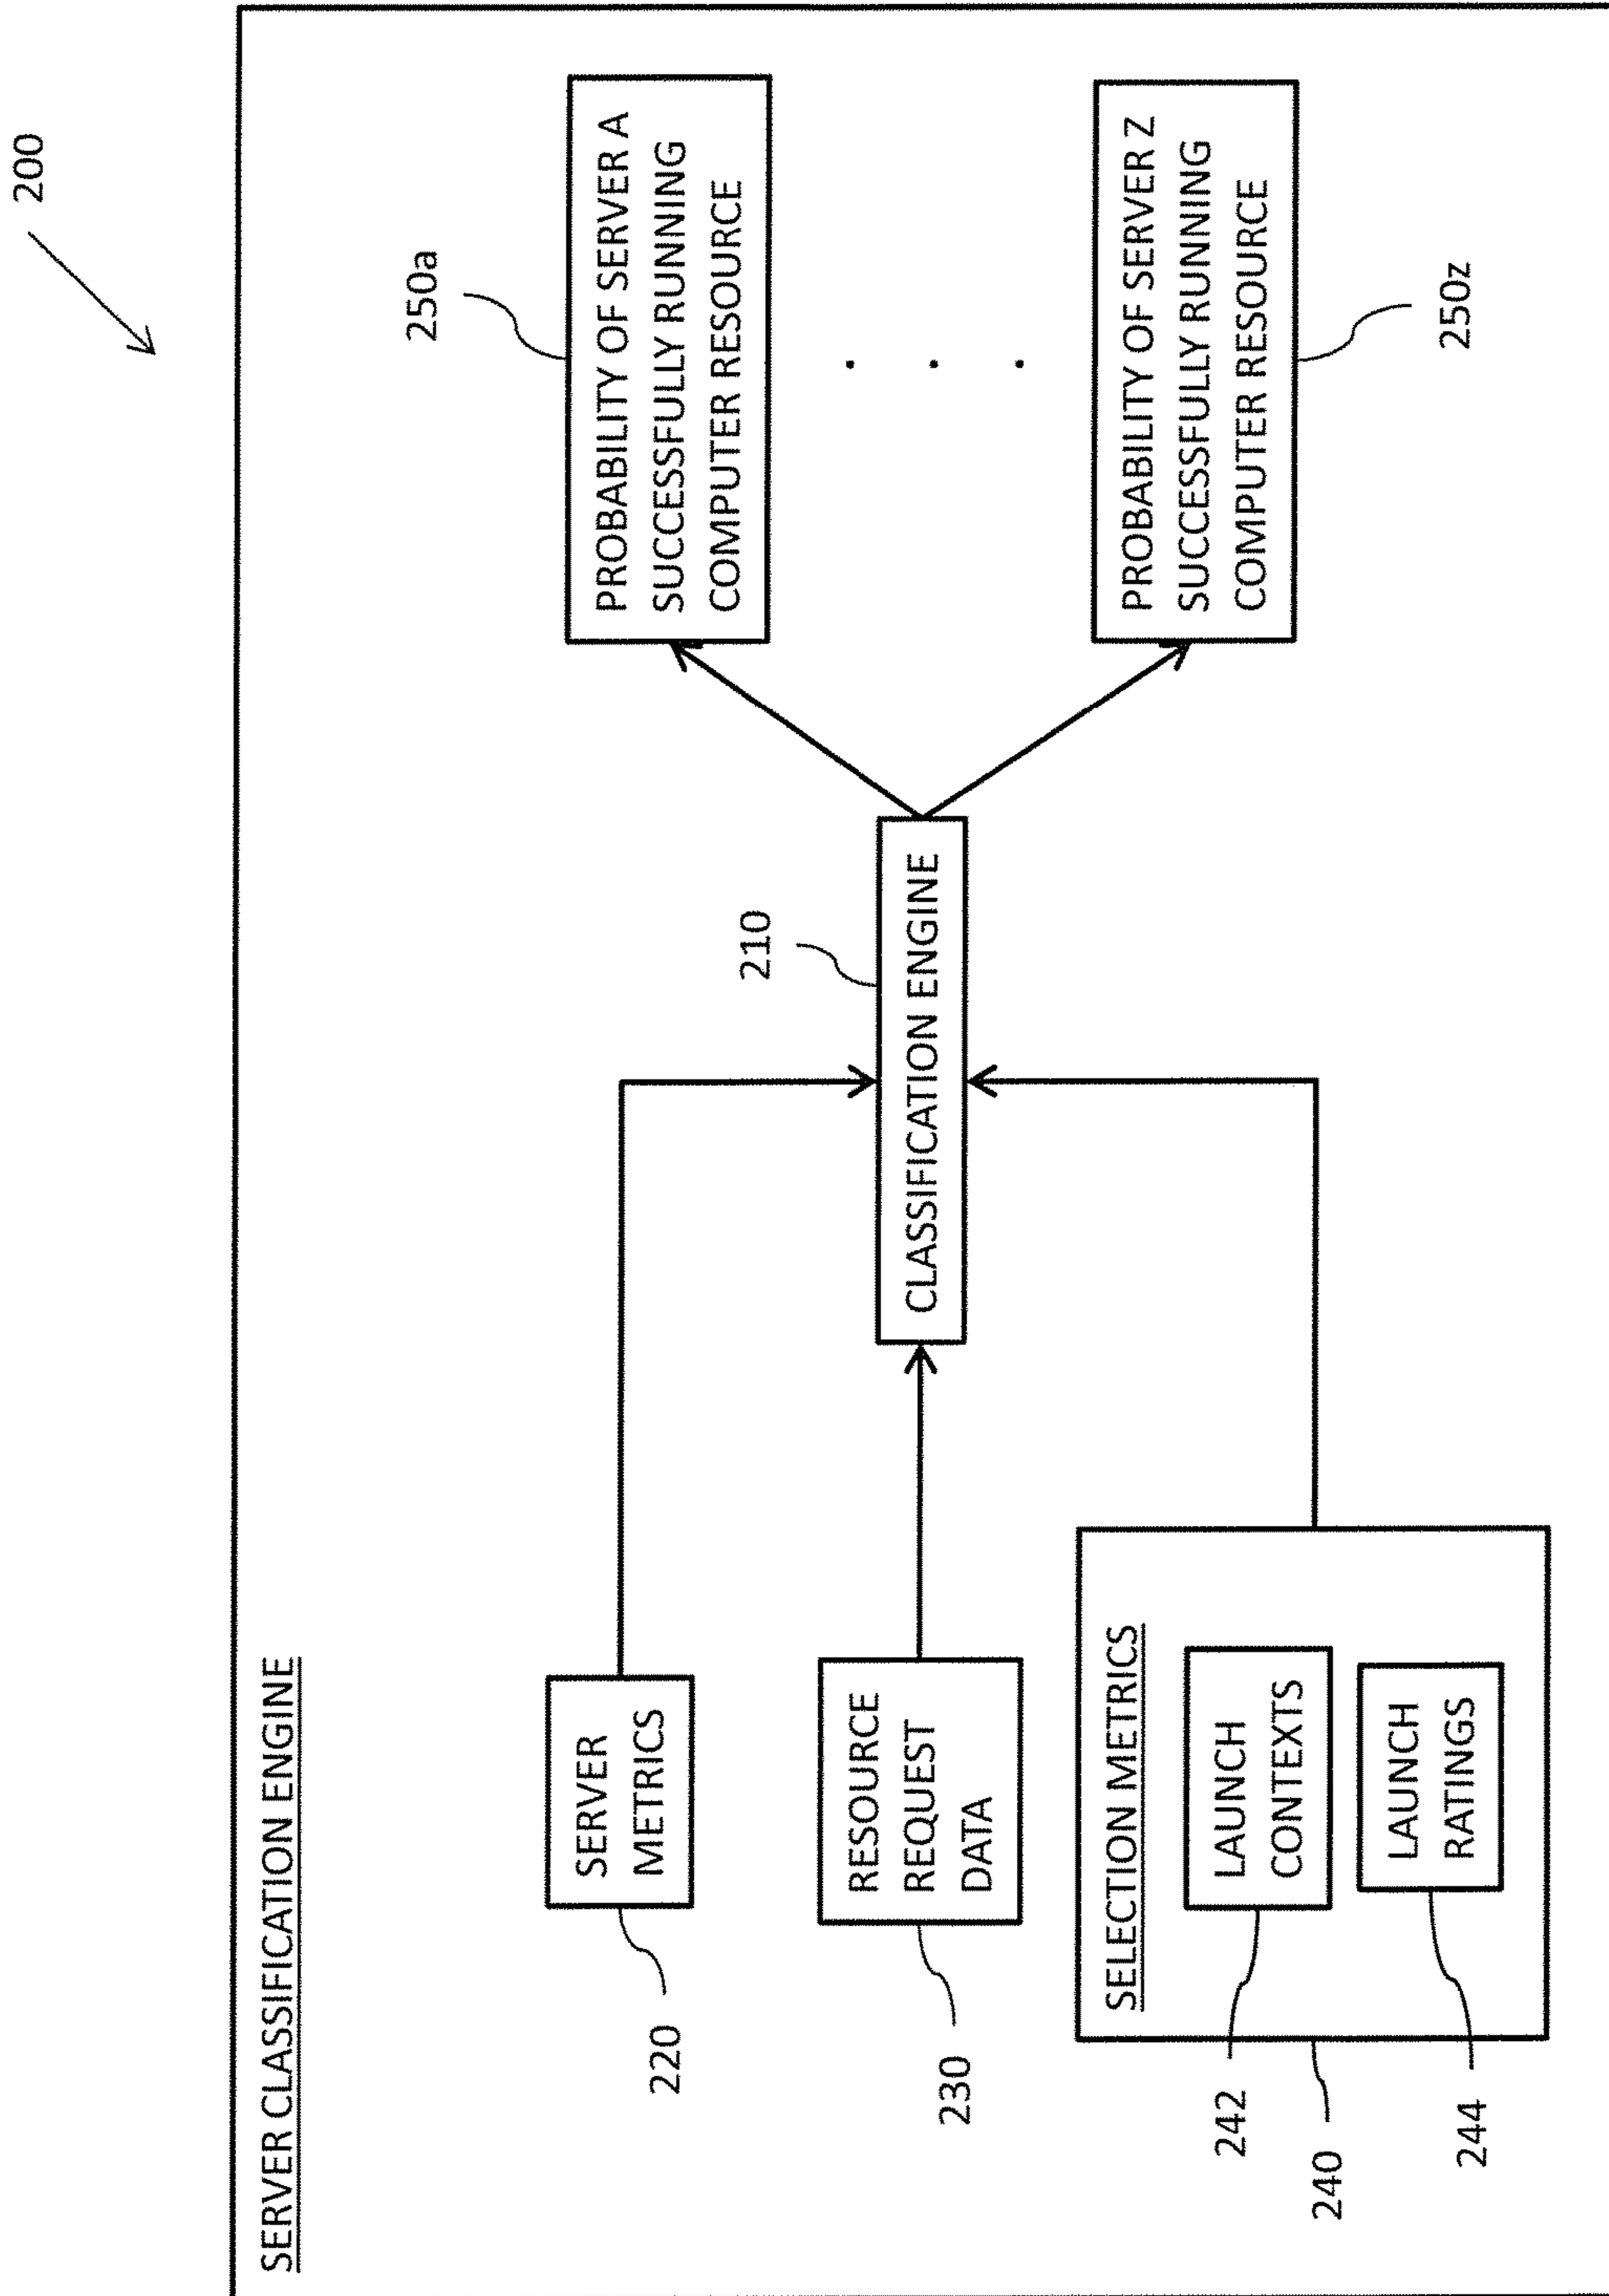 200
SERVER CLASSIFICATION ENGINE
SERVER
METRICS
220
RESOURCE
REQUEST
DATA
230
SELECTION METRICS
LAUNCH
CONTEXTS
LAUNCH
RATINGS
242
240
244
210
CLASSIFICATION ENGINE
250a
PROBABILITY OF SERVER A
SUCCESSFULLY RUNNING
COMPUTER RESOURCE
PROBABILITY OF SERVER Z
SUCCESSFULLY RUNNING
COMPUTER RESOURCE
250z